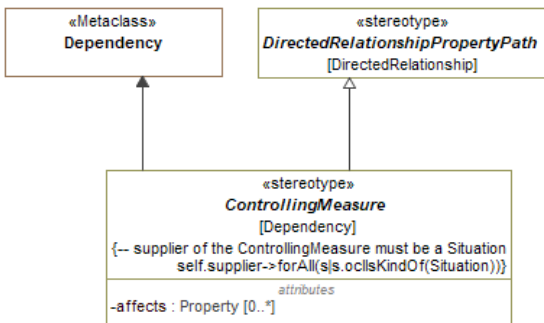 «Metaclass»
Dependency
«stereotype»
DirectedRelationshipPropertyPath
[DirectedRelationship]
«stereotype»
ControllingMeasure
[Dependency]
{-- supplier of the ControllingMeasure must be a Situation
self.supplier->forAll(s|s.oclIsKindOf(Situation))}
attributes
-affects : Property [0..*]